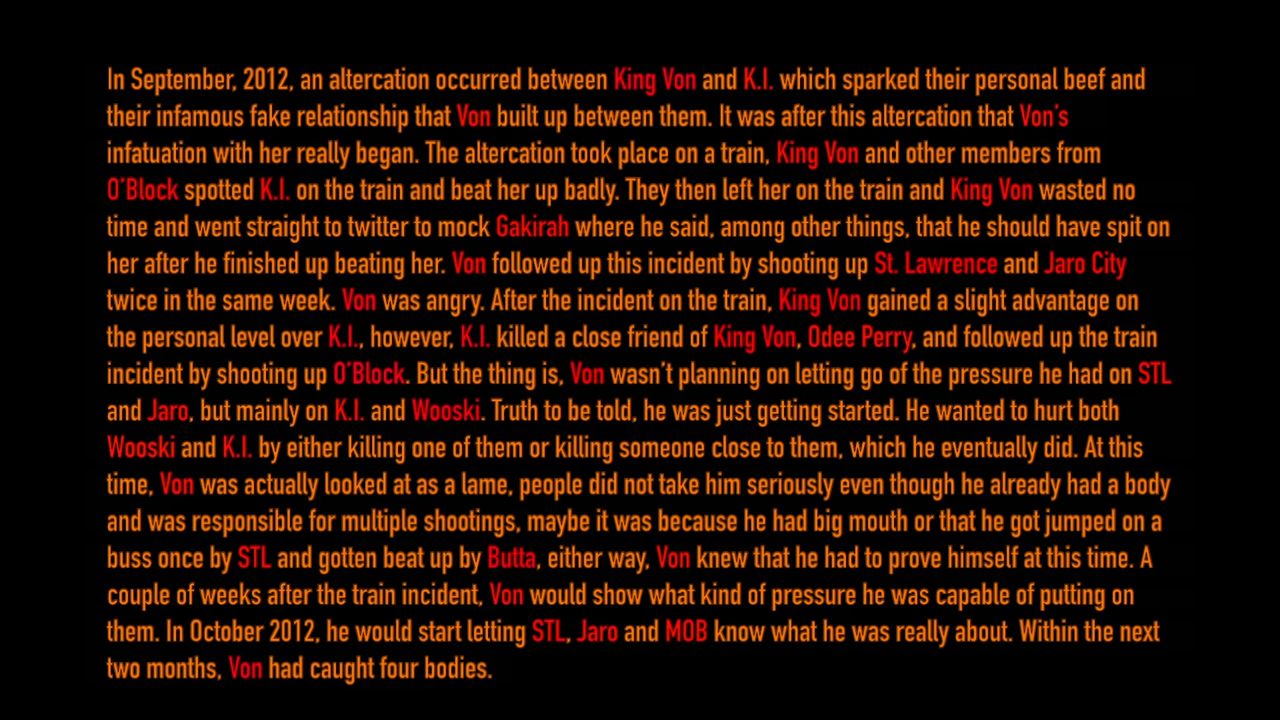 In September, 2012, an altercation occurred between King Von and K.I. which sparked their personal beef and
their infamous fake relationship that Von built up between them. It was after this altercation that Von's
infatuation with her really began. The altercation took place on a train, King Von and other members from
O'Block spotted K.I. on the train and beat her up badly. They then left her on the train and King Von wasted no
time and went straight to twitter to mock Gakirah where he said, among other things, that he should have spit on
her after he finished up beating her. Von followed up this incident by shooting up St. Lawrence and Jaro City
twice in the same week. Von was angry. After the incident on the train, King Von gained a slight advantage on
the personal level over K.I., however, K.I. killed a close friend of King Von, Odee Perry, and followed up the train
incident by shooting up O'Block. But the thing is, Von wasn't planning on letting go of the pressure he had on STL
and Jaro, but mainly on K.I. and Wooski. Truth to be told, he was just getting started. He wanted to hurt both
Wooski and K.I. by either killing one of them or killing someone close to them, which he eventually did. At this
time, Von was actually looked at as a lame, people did not take him seriously even though he already had a body
and was responsible for multiple shootings, maybe it was because he had big mouth or that he got jumped on a
buss once by STL and gotten beat up by Butta, either way, Von knew that he had to prove himself at this time. A
couple of weeks after the train incident, Von would show what kind of pressure he was capable of putting on
them. In October 2012, he would start letting STL, Jaro and MOB know what he was really about. Within the next
two months, Von had caught four bodies.